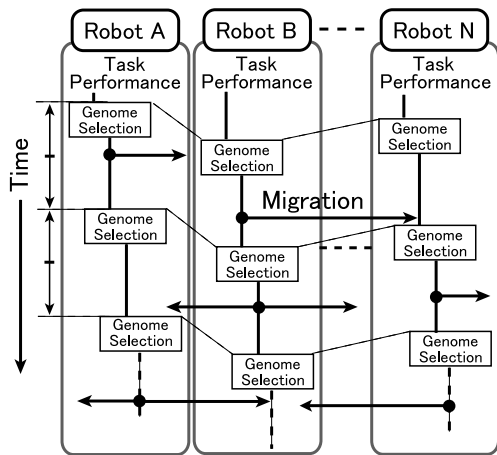 Robot A
Robot B
Robot N
Task
Performance
Task
Performance
Task
Performance
Genome
Selection
Genome
Selection
Genome
Selection
Time
Migration
Genome
Selection
Genome
Selection
Genome
Selection
Genome
Selection
Genome
Selection
Genome
Selection